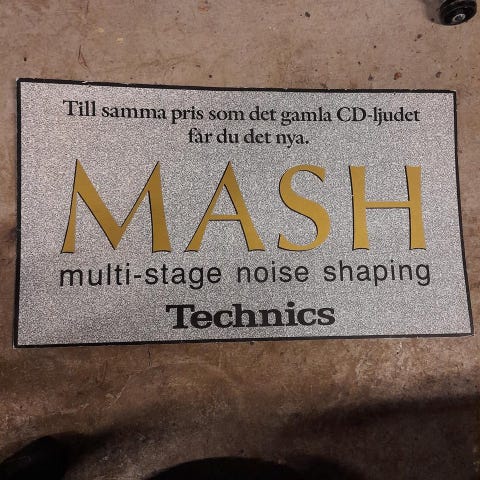 Till samma pris som det gamla CD-ljudet
får du det nya.
MASH
multi-stage noise shaping
Technics